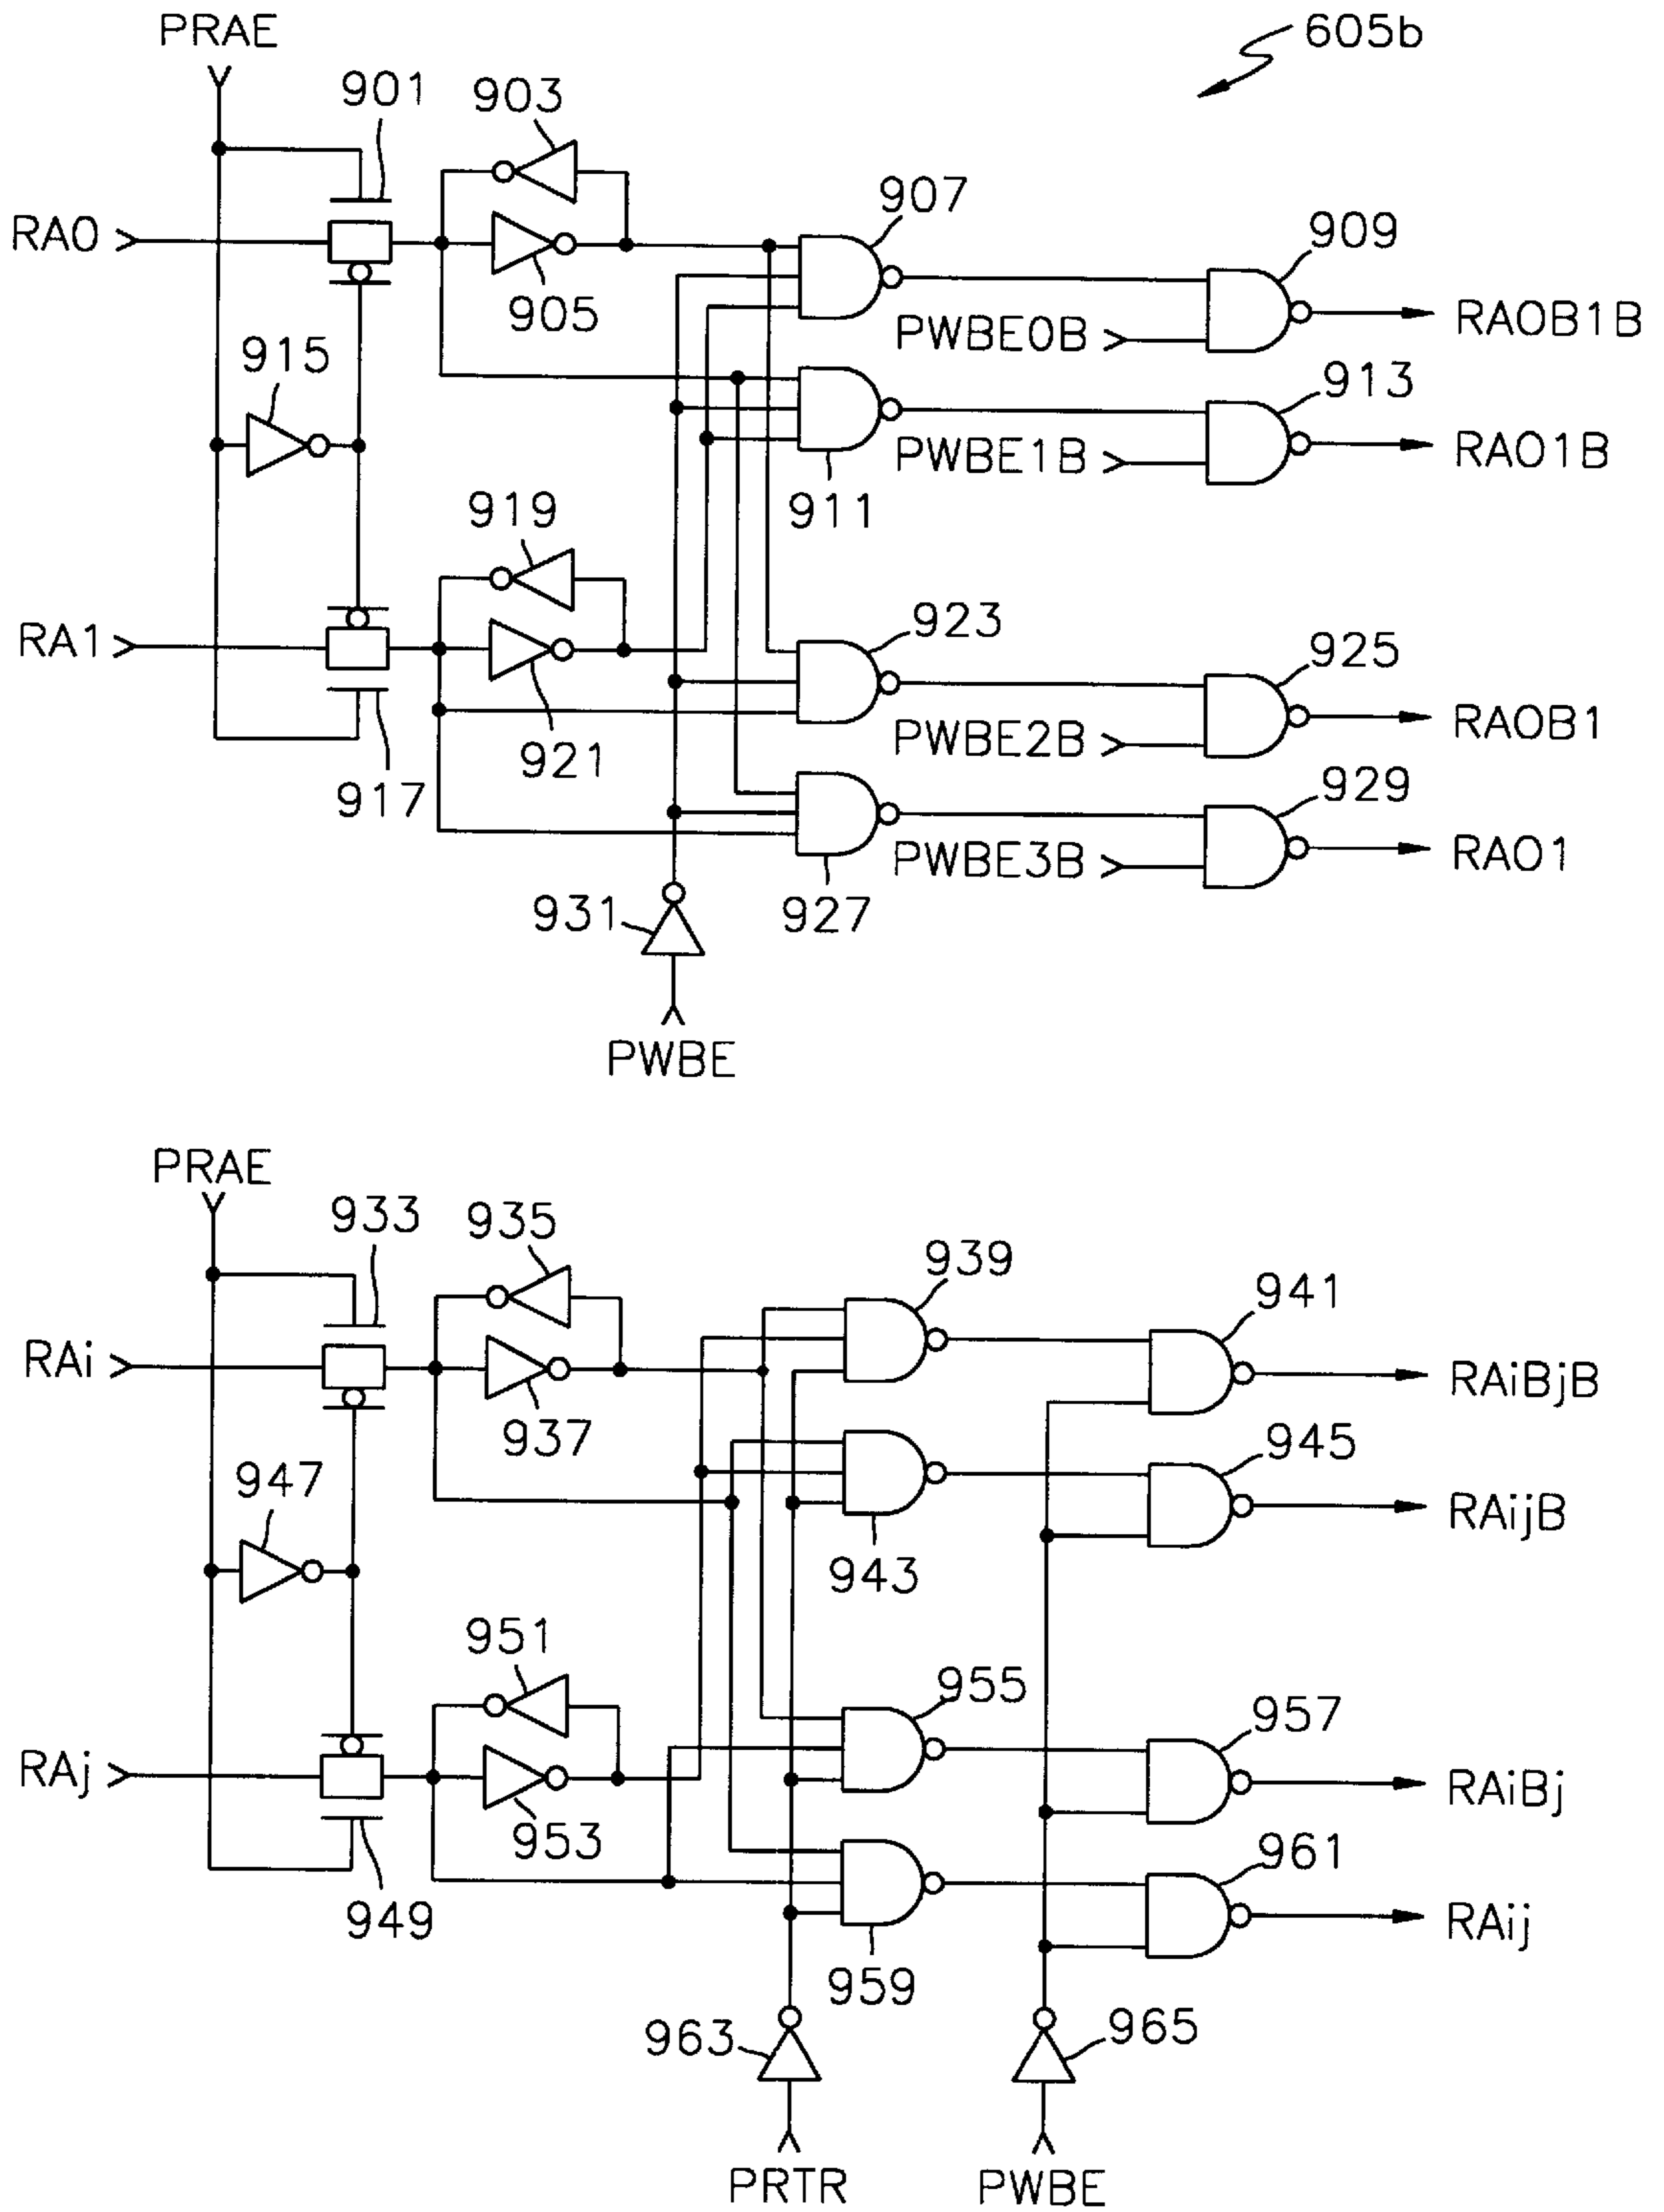 PRAE
605b
901
903
907
RA0
909
905
PWBE0B
RA0B1B
915
913
PWBE1B
RA01B
911
919
923
RA1
925
921
PWBE2B
RA0B1
917
929
PWBE3B
RA01
927
931
PWBE
PRAE
933
935
939
941
RAi
RAiBjB
937
945
947
RAijB
943
951
955
957
RAj
RAiBj
953
961
949
RAij
959
963
965
PRTR
PWBE